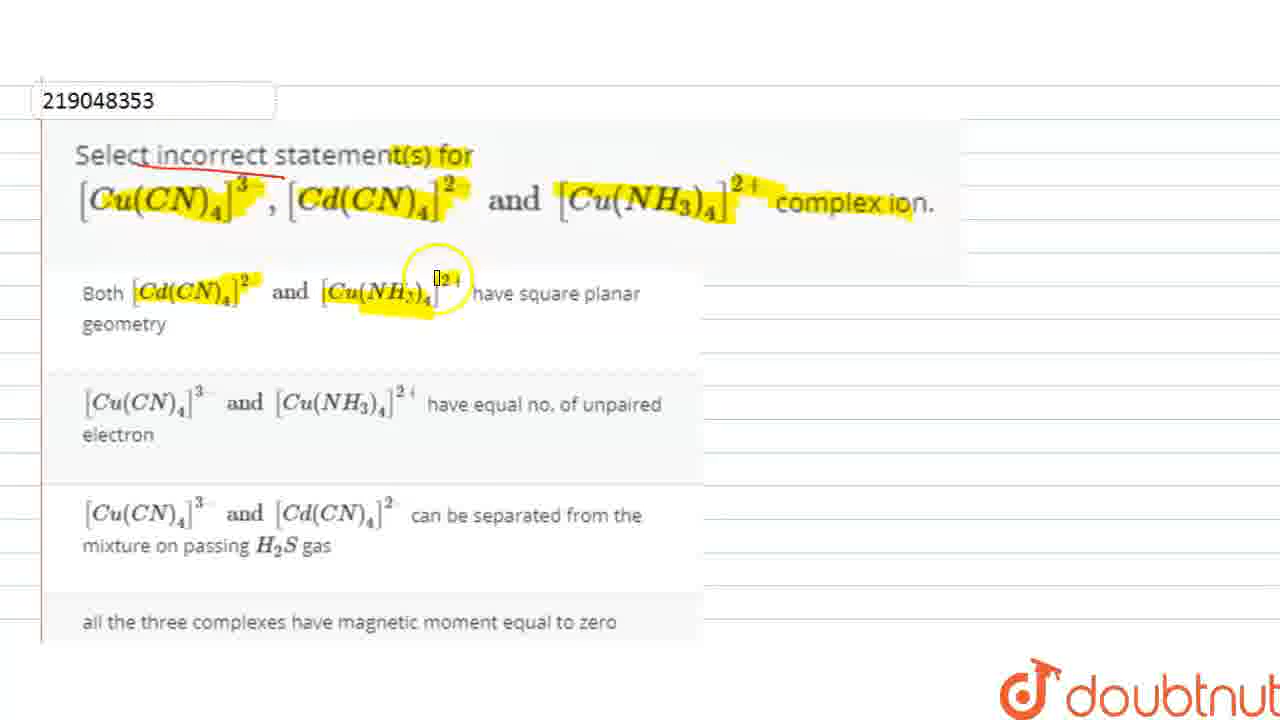 219048353
Select incorrect statement(s) for
[Cu(CN)₄]³⁻, [Cd(CN)₄]²⁻ and [Cu(NH₃)₄]²⁺ complex ion.
Both [Cd(CN)₄]²⁻ and [Cu(NH₃)₄]²⁺ have square planar
geometry
[Cu(CN)₄]³⁻ and [Cu(NH₃)₄]²⁺ have equal no. of unpaired
electron
[Cu(CN)₄]³⁻ and [Cd(CN)₄]²⁻ can be separated from the
mixture on passing H₂S gas
all the three complexes have magnetic moment equal to zero
doubtnut